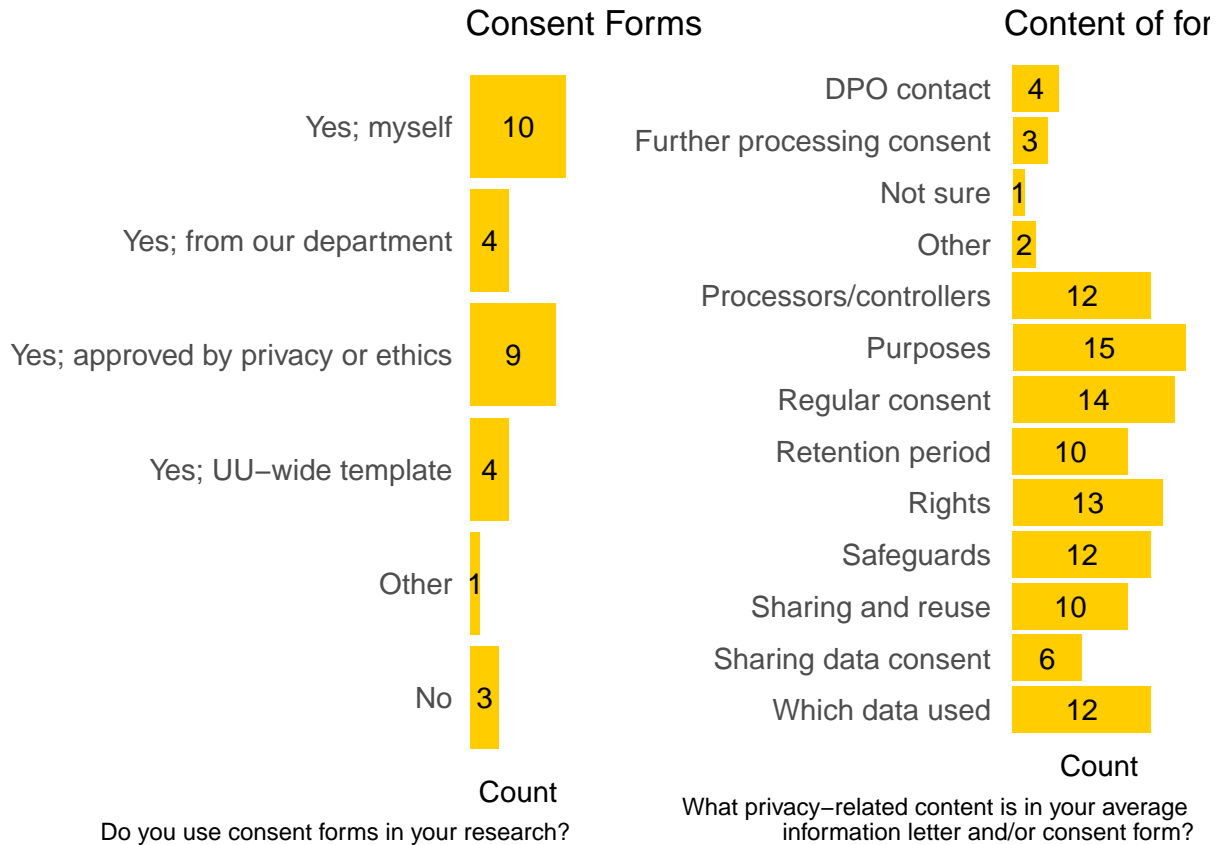 Consent Forms
Yes; myself 10
Yes; from our department 4
Yes; approved by privacy or ethics 9
Yes; UU−wide template 4
Other 1
No 3
Count
Do you use consent forms in your research?
Content of for
DPO contact 4
Further processing consent 3
Not sure 1
Other 2
Processors/controllers 12
Purposes 15
Regular consent 14
Retention period 10
Rights 13
Safeguards 12
Sharing and reuse 10
Sharing data consent 6
Which data used 12
Count
What privacy−related content is in your average
information letter and/or consent form?